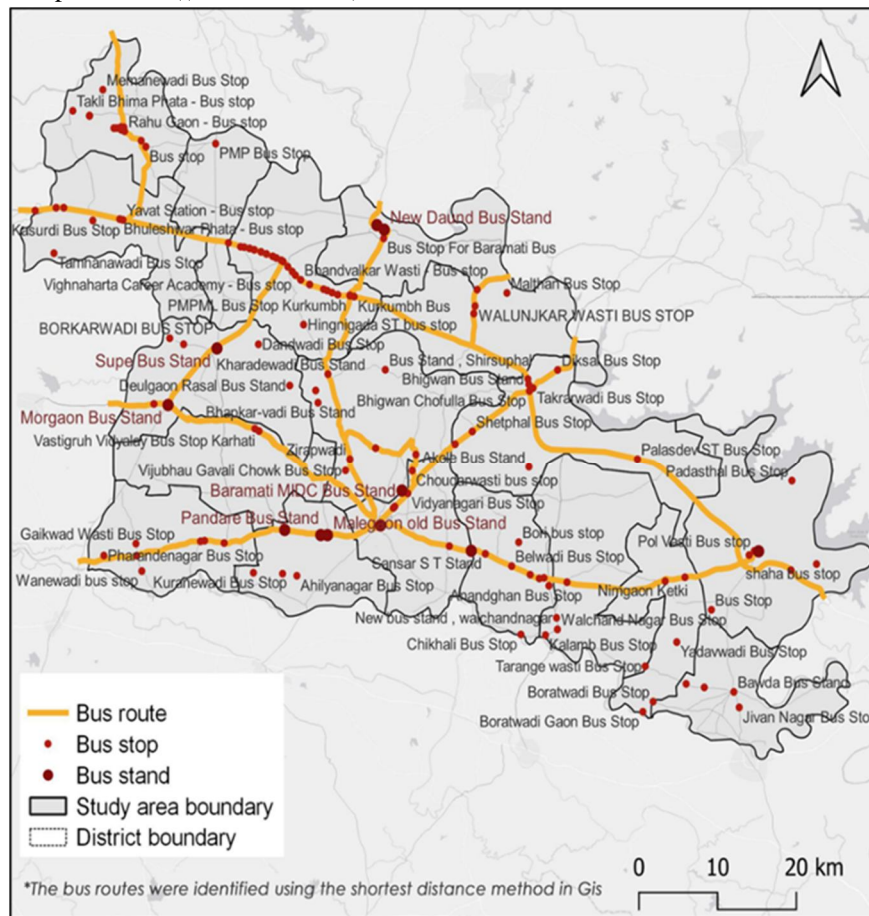 Memanewadi Bus Stop
Takli Bhima Phata - Bus stop
Rahu Gaon - Bus stop
Bus stop
PMP Bus Stop
Yavat Station - Bus stop
New Daund Bus Stand
Kasurdi Bus Stop
Bhuleshwar Phata - Bus stop
Bus Stop For Baramati Bus
Tamhanawadi Bus Stop
Bhandvalkar Wasti - Bus stop
Vighnaharta Career Academy - Bus stop
Malthan Bus Stop
PMPML Bus Stop Kurkumbh
Kurkumbh Bus
WALUNJKAR WASTI BUS STOP
BORKARWADI BUS STOP
Hingnigada ST bus stop
Dandwadi Bus Stop
Supe Bus Stand
Kharadewadi Bus Stand
Bus Stand , Shirsuphal
Diksal Bus Stop
Deulgaon Rasal Bus Stand
Bhigwan Bus Stand
Bhigwan Chofulla Bus Stop
Takrarwadi Bus Stop
Morgaon Bus Stand
Bhapkar-vadi Bus Stand
Shetphal Bus Stop
Vastigruh Vidyalay Bus Stop Karhati
Zirapwadi
Akole Bus Stand
Palasdev ST Bus Stop
Vijubhau Gavali Chowk Bus Stop
Choudarwasti bus stop
Padasthal Bus Stop
Baramati MIDC Bus Stand
Vidyanagari Bus Stop
Pandare Bus Stand
Malegaon old Bus Stand
Gaikwad Wasti Bus Stop
Bori bus stop
Pol Vasti Bus stop
Pharandenagar Bus Stop
Sansar S T Stand
Belwadi Bus Stop
shaha bus stop
Wanewadi bus stop
Kuranewadi Bus Stop
Ahilyanagar Bus Stop
Anandghan Bus Stop
Nimgaon Ketki
Bus Stop
New bus stand , walchandnagar
Walchand Nagar Bus Stop
Chikhali Bus Stop
Kalamb Bus Stop
Yadavwadi Bus Stop
Tarange wasti Bus Stop
Boratwadi Bus Stop
Bawda Bus Stand
Boratwadi Gaon Bus Stop
Jivan Nagar Bus Sto
Bus route
Bus stop
Bus stand
Study area boundary
District boundary
0 10 20 km
*The bus routes were identified using the shortest distance method in Gis